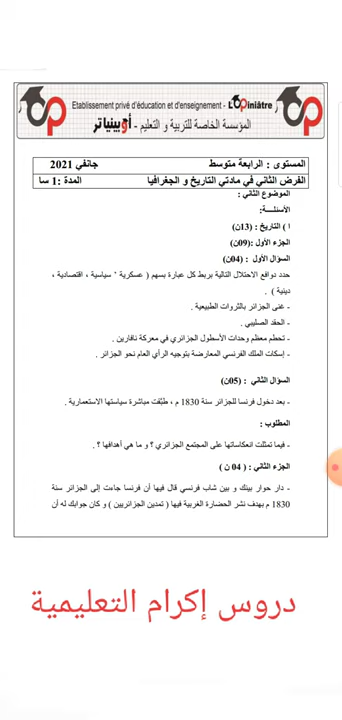 Etablissement privé d'éducation et d'enseignement - L'OPiniâtre
المؤسسة الخاصة للتربية و التعليم - أوبينياتر
المستوى : الرابعة متوسط جانفي 2021
الفرض الثاني في مادتي التاريخ و الجغرافيا المدة :1 سا
الموضوع الثاني :
الأسئلـــة:
I ) التاريخ : (13ن)
الجزء الأول :(09ن)
السؤال الأول : (04ن)
حدد دوافع الاحتلال التالية بربط كل عبارة بسهم ( عسكرية - سياسية ، اقتصادية ، دينية ) .
- غنى الجزائر بالثروات الطبيعية .
- الحقد الصليبي .
- تحطم معظم وحدات الأسطول الجزائري في معركة نافارين .
- إسكات الملك الفرنسي المعارضة بتوجيه الرأي العام نحو الجزائر .
السؤال الثاني : (05ن)
- بعد دخول فرنسا للجزائر سنة 1830 م ، طبّقت مباشرة سياستها الاستعمارية .
المطلوب :
- فيما تمثلت انعكاساتها على المجتمع الجزائري ؟ و ما هي أهدافها ؟ .
الجزء الثاني : ( 04 ن )
- دار حوار بينك و بين شاب فرنسي قال فيها أن فرنسا جاءت إلى الجزائر سنة
1830 م بهدف نشر الحضارة الغربية فيها ( تمدين الجزائريين ) و كان جوابك له أن
دروس إكرام التعليمية